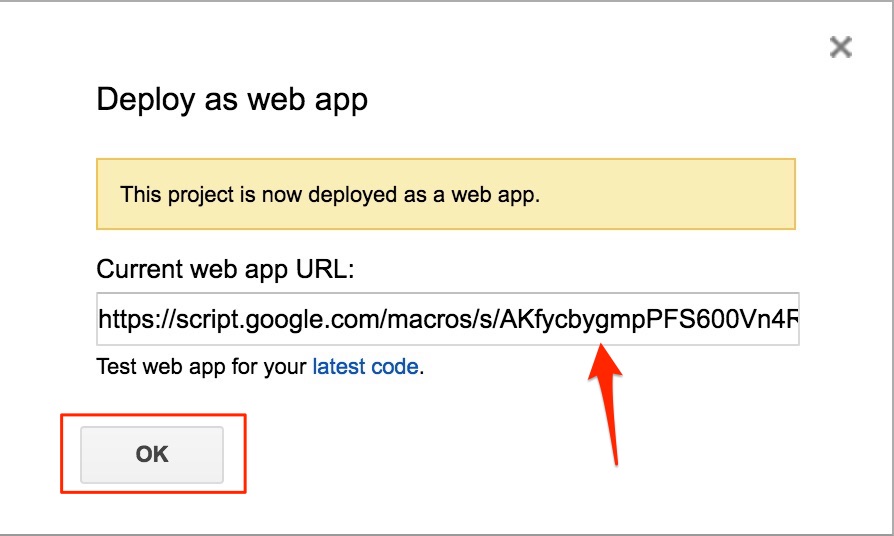 Deploy as web app
This project is now deployed as a web app.
Current web app URL:
https://script.google.com/macros/s/AKfycbygmpPFS600Vn4R
Test web app for your latest code.
OK